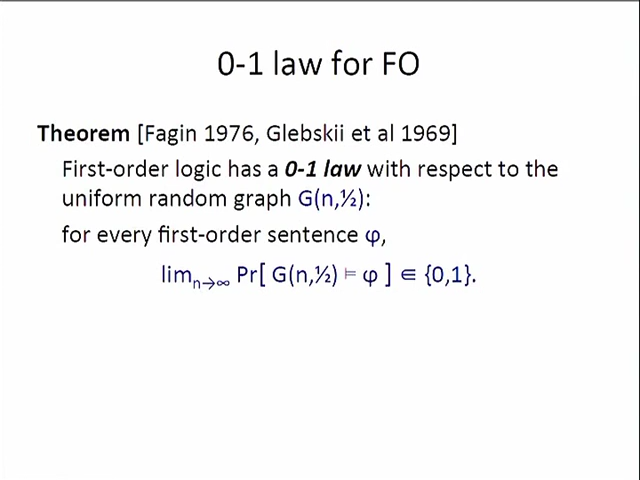 0-1 law for FO
Theorem [Fagin 1976, Glebskii et al 1969]
First-order logic has a 0-1 law with respect to the
uniform random graph G(n,½):
for every first-order sentence φ,
lim n→∞ Pr[ G(n,½) ⊨ φ ] ∈ {0,1}.